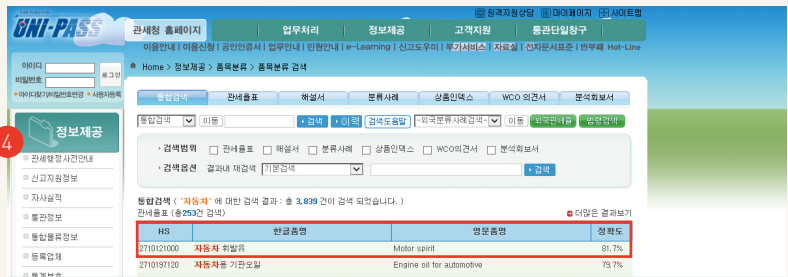 원격지원상담 마이페이지 사이트맵
UNI-PASS
관세청 홈페이지 업무처리 정보제공 고객지원 통관단일창구
이용안내 | 이용신청 | 공인인증서 | 업무안내 | 민원안내 | e-Learning | 신고도우미 | 부가서비스 | 자료실 | 전자문서표준 | 반부패 Hot-Line
아이디
비밀번호
로그인
아이디찾기/비밀번호변경 사용자등록
Home > 정보제공 > 품목분류 > 품목분류 검색
통합검색 관세율표 해설서 분류사례 상품인덱스 WCO 의견서 분석회보서
통합검색 이동 검색 이력 검색도움말 -외국분류사례검색- 이동 외국관세율 법령검색
4
정보제공
관세행정사전안내
신고지원정보
자사실적
통관정보
통합물류정보
등록업체
통계부호
검색범위 관세율표 해설서 분류사례 상품인덱스 WCO의견서 분석회보서
검색옵션 결과내 재검색 기본검색 검색
통합검색 ( '자동차' 에 대한 검색 결과 : 총 3,839 건이 검색 되었습니다. )
관세율표 (총253건 검색) 더많은 결과보기
HS 한글품명 영문품명 정확도
2710121000 자동차 휘발유 Motor spirit 81.7%
2710197120 자동차용 기관오일 Engine oil for automotive 79.7%